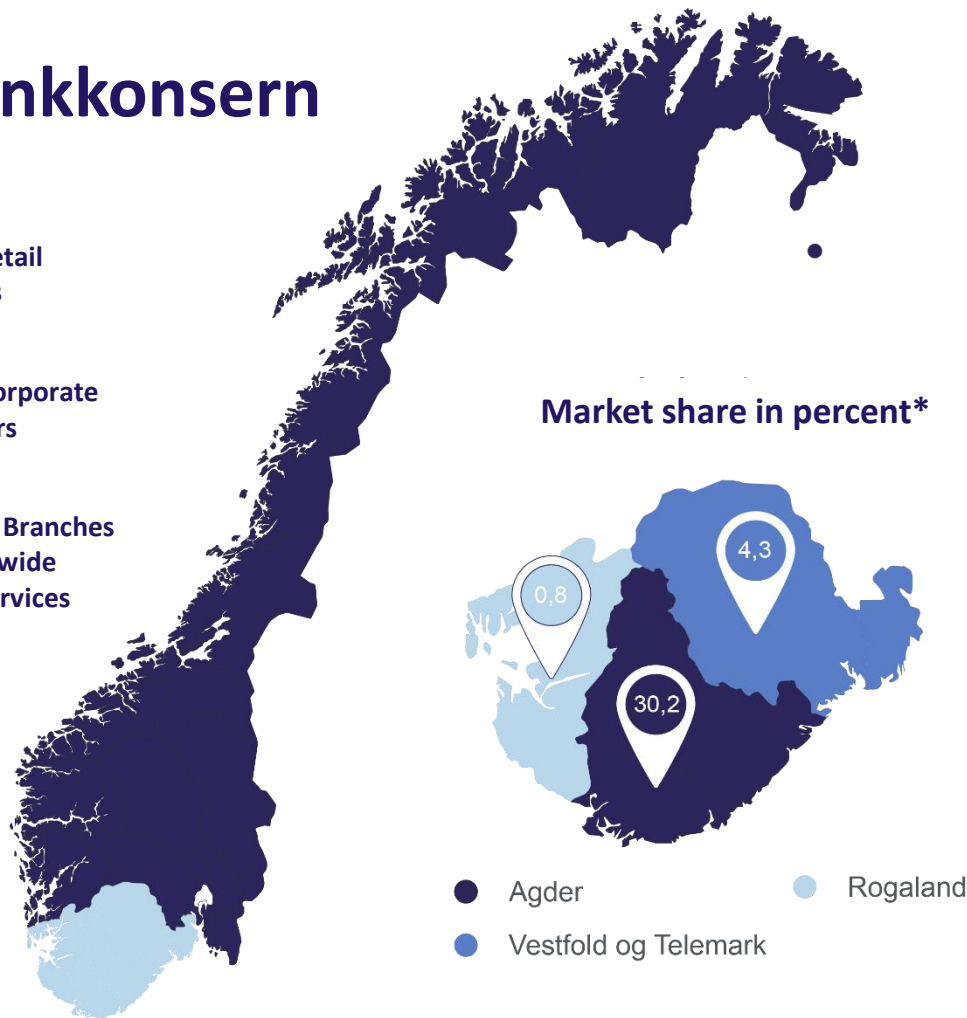 nkkonsern
etail
s
orporate
rs
Branches
wide
rvices
Market share in percent*
4,3
0,8
30,2
Agder
Rogaland
Vestfold og Telemark